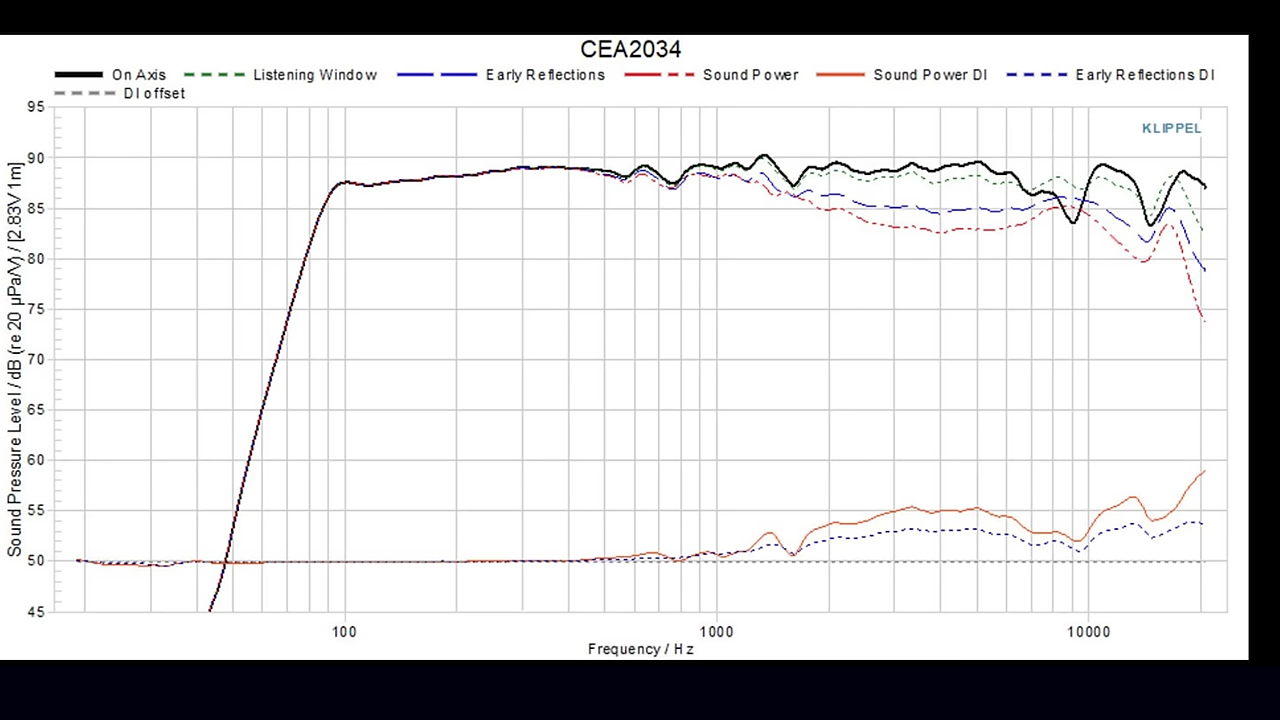 CEA2034
On Axis Listening Window Early Reflections Sound Power Sound Power DI Early Reflections DI
DI offset
KLIPPEL
Sound Pressure Level / dB (re 20 µPa/V) / [2.83V 1m]
95
90
85
80
75
70
65
60
55
50
45
100 1000 10000
Frequency / Hz